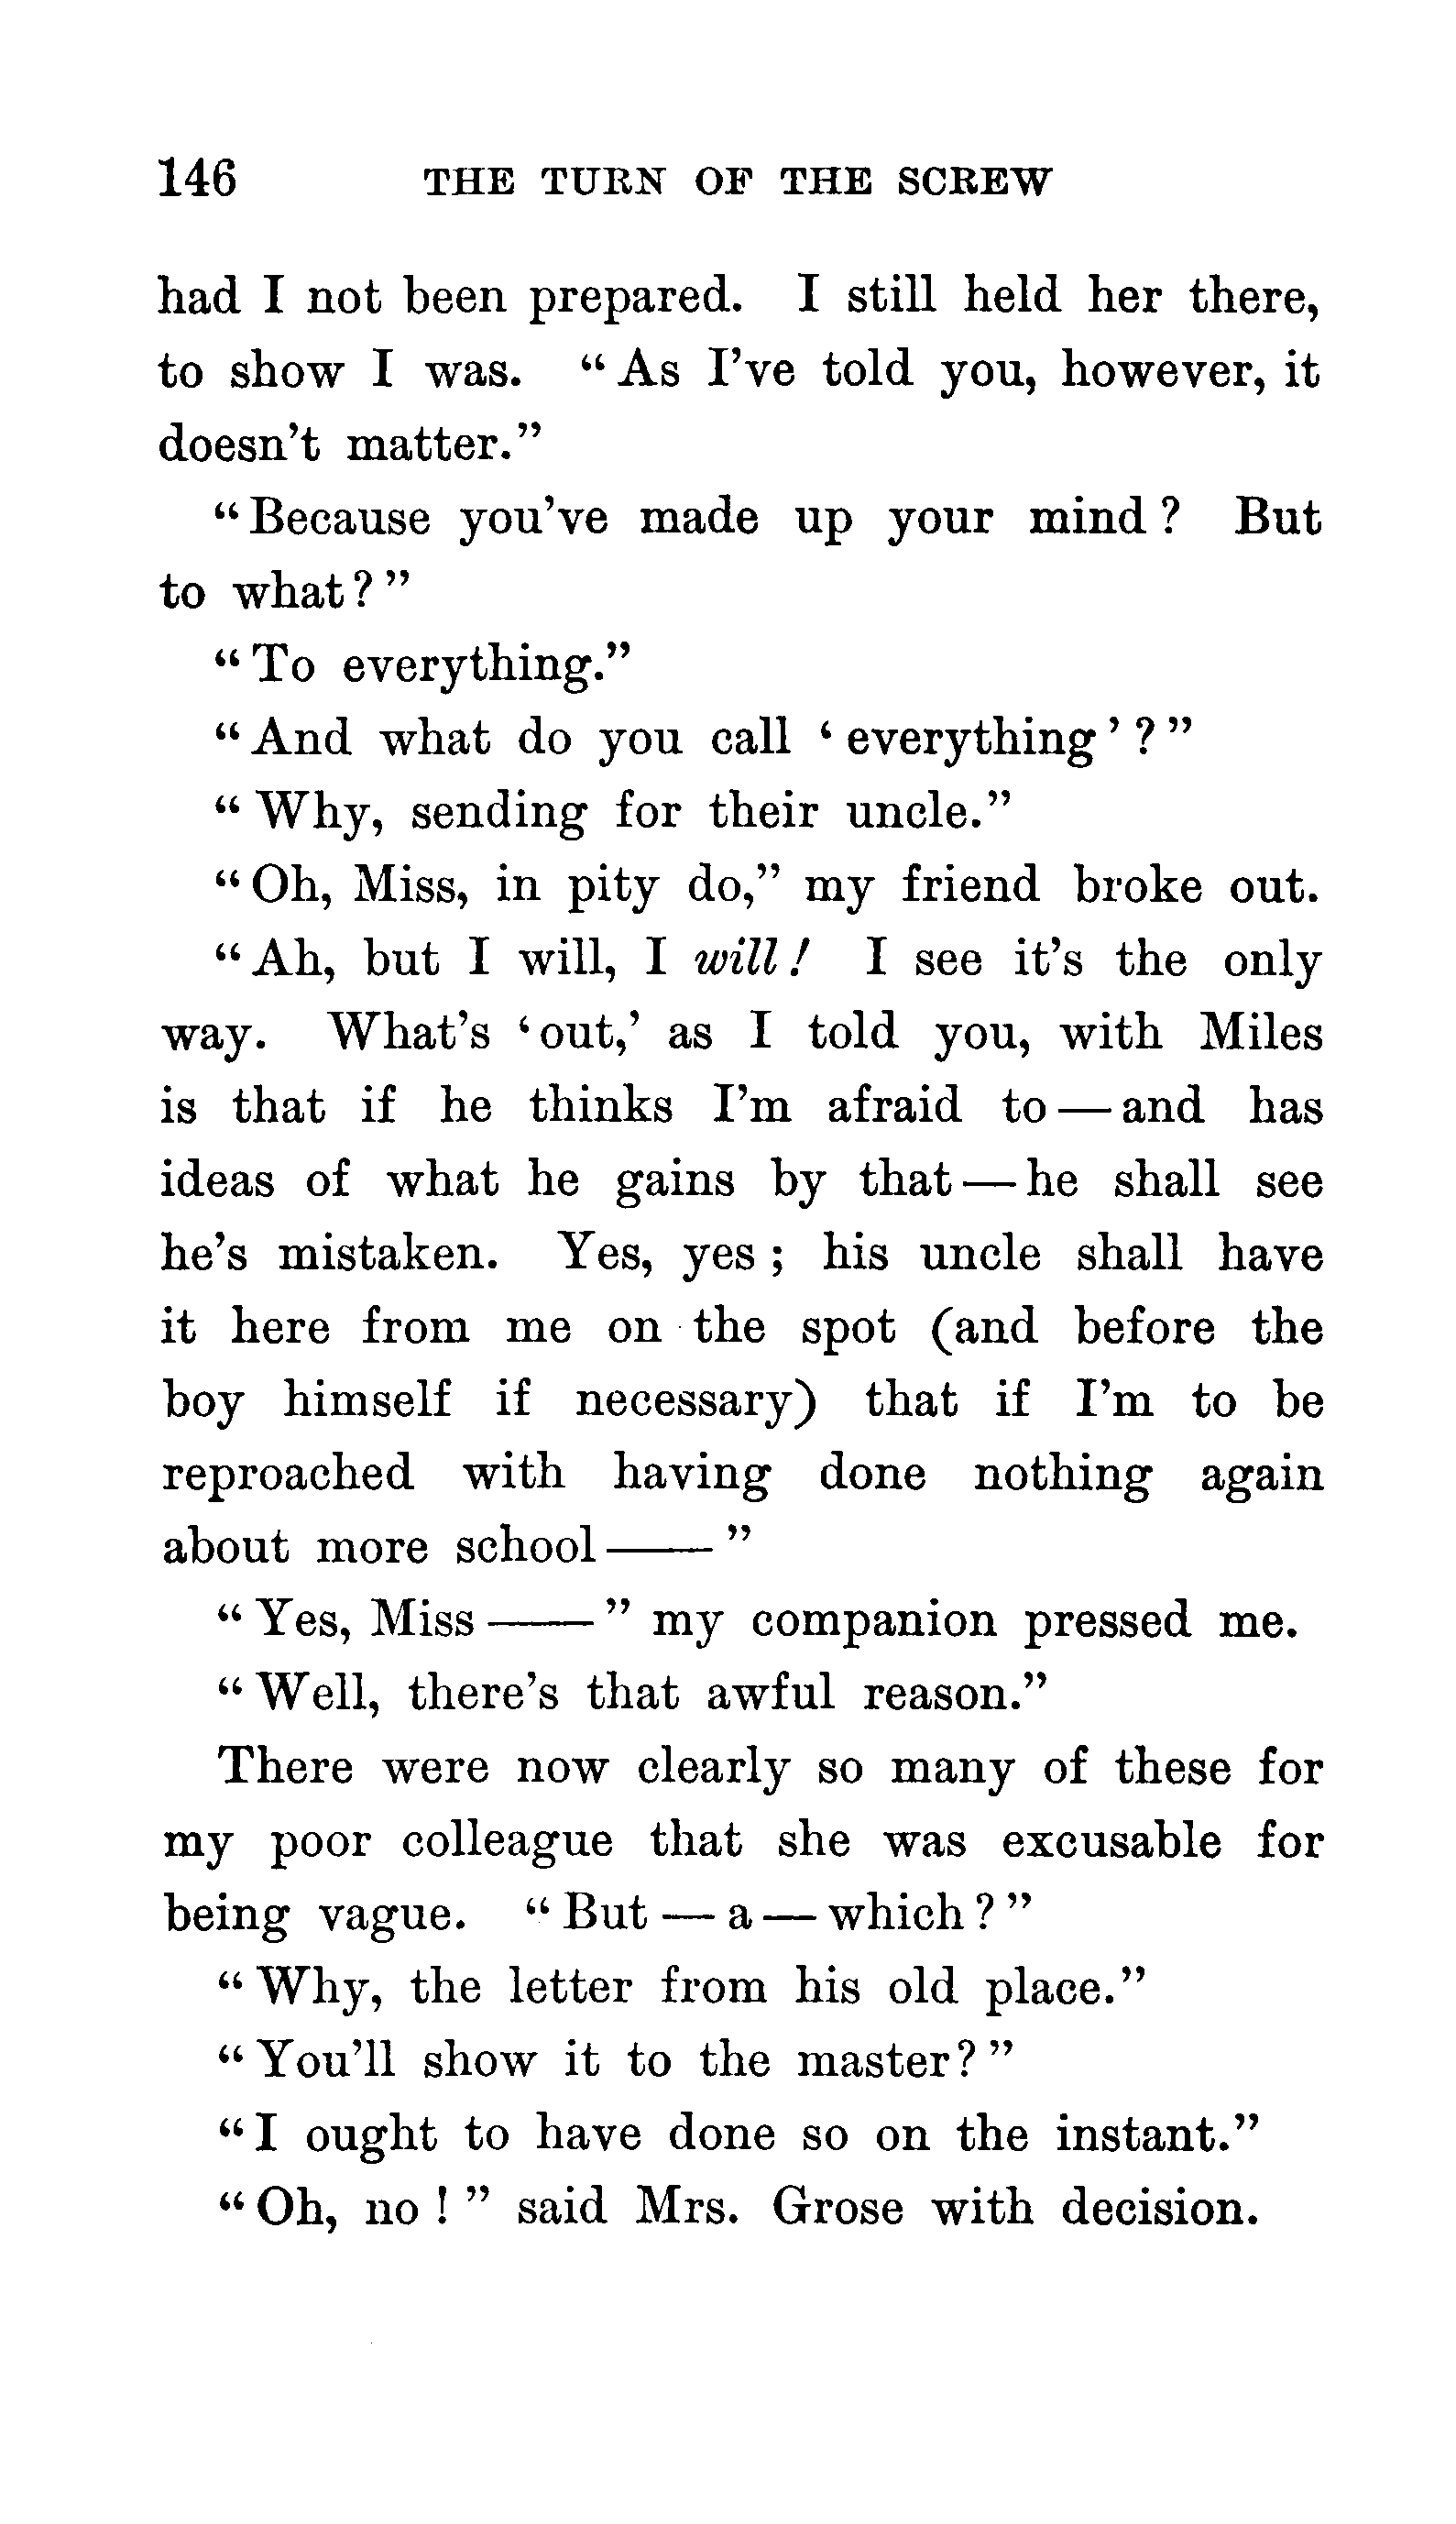 146 THE TURN OF THE SCREW
had I not been prepared. I still held her there,
to show I was. “As I’ve told you, however, it
doesn’t matter.”
“Because you’ve made up your mind? But
to what?”
“To everything.”
“And what do you call ‘everything’?”
“Why, sending for their uncle.”
“Oh, Miss, in pity do,” my friend broke out.
“Ah, but I will, I will! I see it’s the only
way. What’s ‘out,’ as I told you, with Miles
is that if he thinks I’m afraid to—and has
ideas of what he gains by that—he shall see
he’s mistaken. Yes, yes; his uncle shall have
it here from me on the spot (and before the
boy himself if necessary) that if I’m to be
reproached with having done nothing again
about more school——”
“Yes, Miss——” my companion pressed me.
“Well, there’s that awful reason.”
There were now clearly so many of these for
my poor colleague that she was excusable for
being vague. “But—a—which?”
“Why, the letter from his old place.”
“You’ll show it to the master?”
“I ought to have done so on the instant.”
“Oh, no!” said Mrs. Grose with decision.